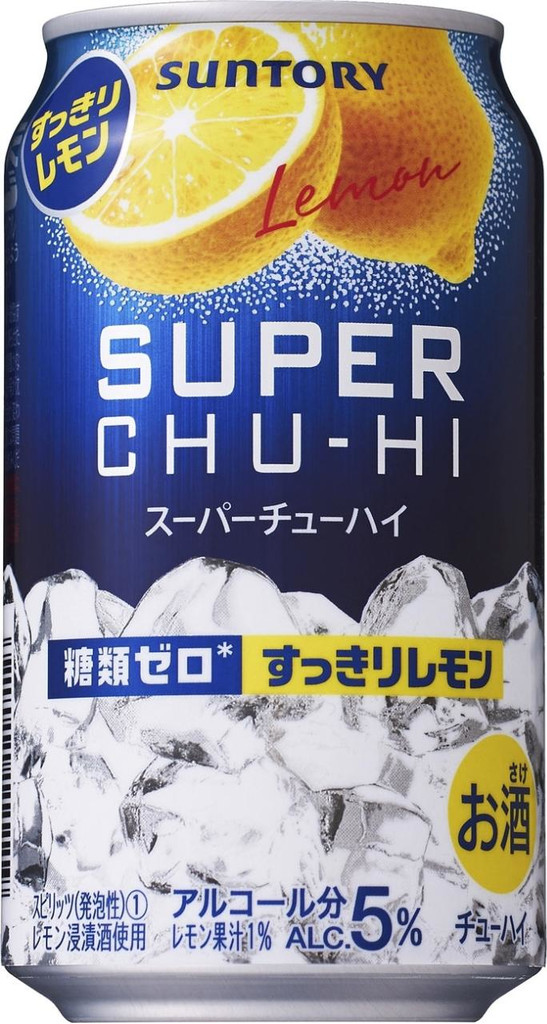 SUNTORY
すっきり
レモン
Lemon
SUPER
CHU-HI
スーパーチューハイ
糖類ゼロ* すっきりレモン
さけ
お酒
スピリッツ(発泡性)①
レモン浸漬酒使用
アルコール分
レモン果汁1% ALC.5%
チューハイ